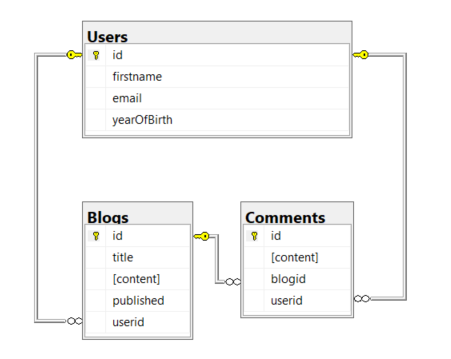 Users
id
firstname
email
yearOfBirth
Blogs
id
title
[content]
published
userid
Comments
id
[content]
blogid
userid